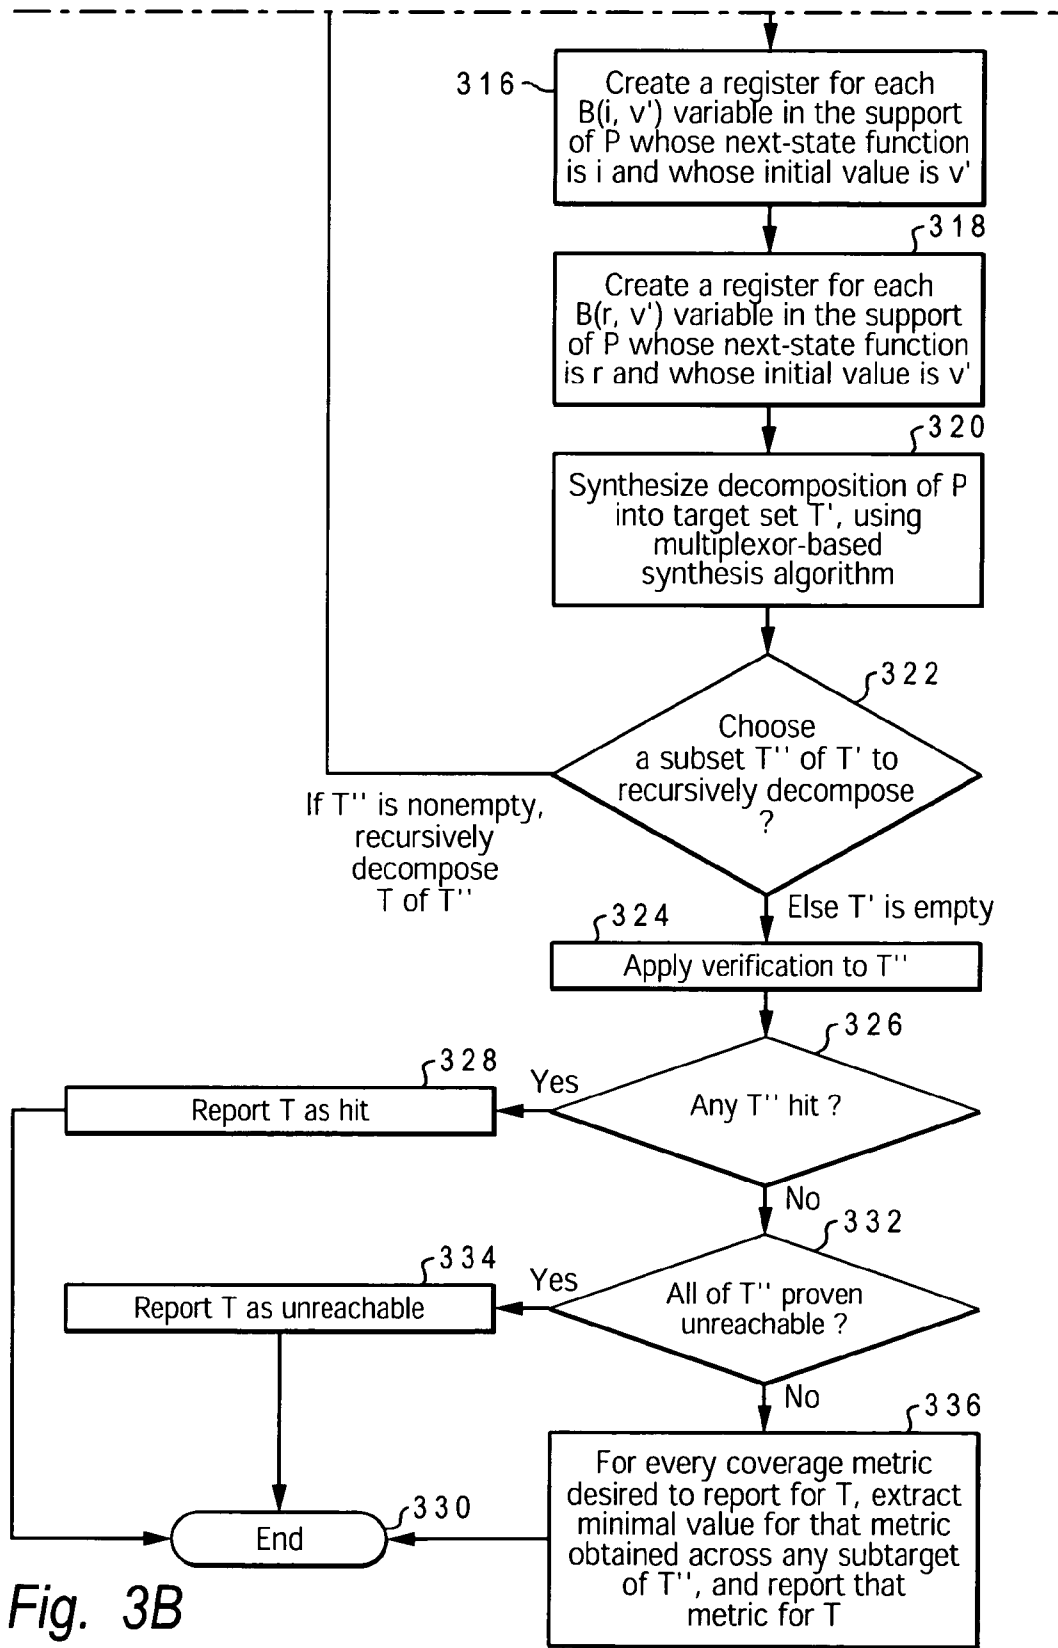 316
Create a register for each
B(i, v') variable in the support
of P whose next-state function
is i and whose initial value is v'
318
Create a register for each
B(r, v') variable in the support
of P whose next-state function
is r and whose initial value is v'
320
Synthesize decomposition of P
into target set T', using
multiplexor-based
synthesis algorithm
322
Choose
a subset T'' of T' to
recursively decompose
?
If T'' is nonempty,
recursively
decompose
T of T''
Else T' is empty
324
Apply verification to T''
326
Any T'' hit ?
Yes
328
Report T as hit
No
332
All of T'' proven
unreachable ?
Yes
334
Report T as unreachable
No
336
For every coverage metric
desired to report for T, extract
minimal value for that metric
obtained across any subtarget
of T'', and report that
metric for T
330
End
Fig. 3B